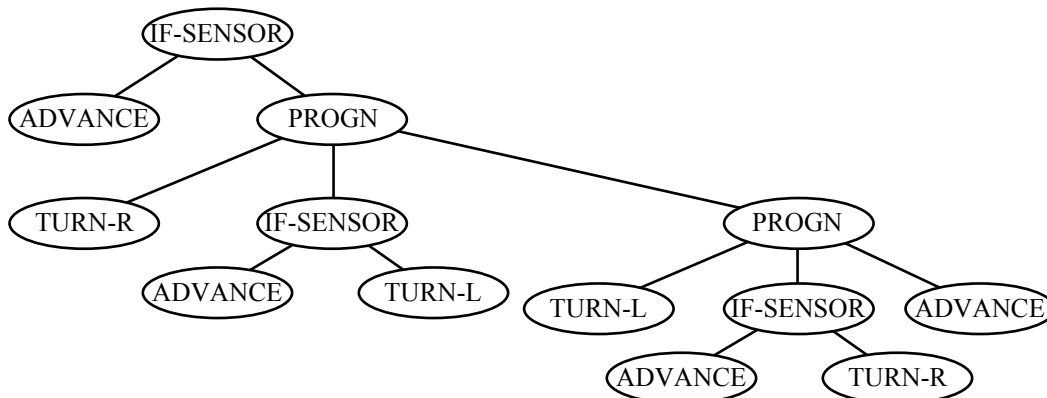 IF-SENSOR
ADVANCE
PROGN
TURN-R
IF-SENSOR
PROGN
ADVANCE
TURN-L
TURN-L
IF-SENSOR
ADVANCE
ADVANCE
TURN-R